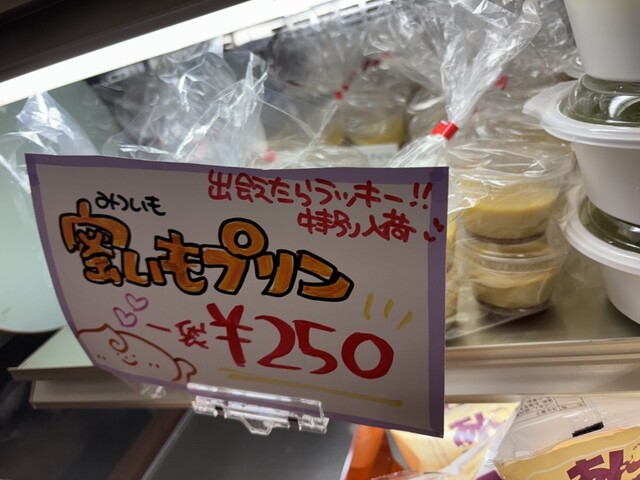 出会えたらラッキー!!
特別入荷
みついも
蜜いもプリン
一袋 ¥250